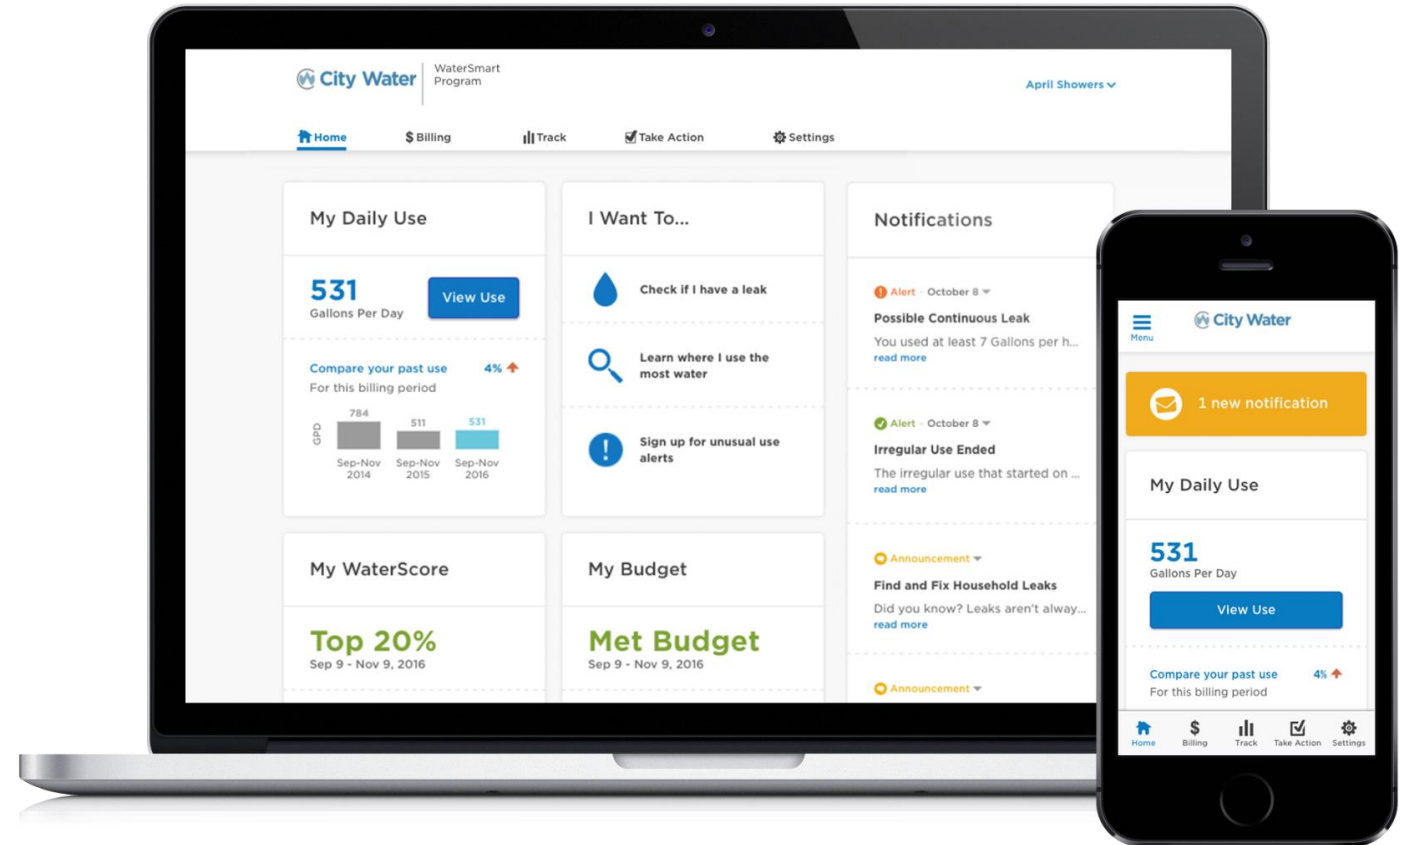 City Water
WaterSmart
Program
April Showers
Home
$ Billing
Track
Take Action
Settings
My Daily Use
531
Gallons Per Day
View Use
Compare your past use
4%
For this billing period
GPD
784
511
531
Sep-Nov
2014
Sep-Nov
2015
Sep-Nov
2016
I Want To...
Check if I have a leak
Learn where I use the
most water
!
Sign up for unusual use
alerts
Notifications
! Alert - October 8
Possible Continuous Leak
You used at least 7 Gallons per h...
read more
Alert - October 8
Irregular Use Ended
The irregular use that started on ...
read more
Announcement
Find and Fix Household Leaks
Did you know? Leaks aren't alway...
read more
Announcement
My WaterScore
Top 20%
Sep 9 - Nov 9, 2016
My Budget
Met Budget
Sep 9 - Nov 9, 2016
Menu
City Water
1 new notification
My Daily Use
531
Gallons Per Day
View Use
Compare your past use
4%
For this billing period
Home
$
Billing
Track
Take Action
Settings